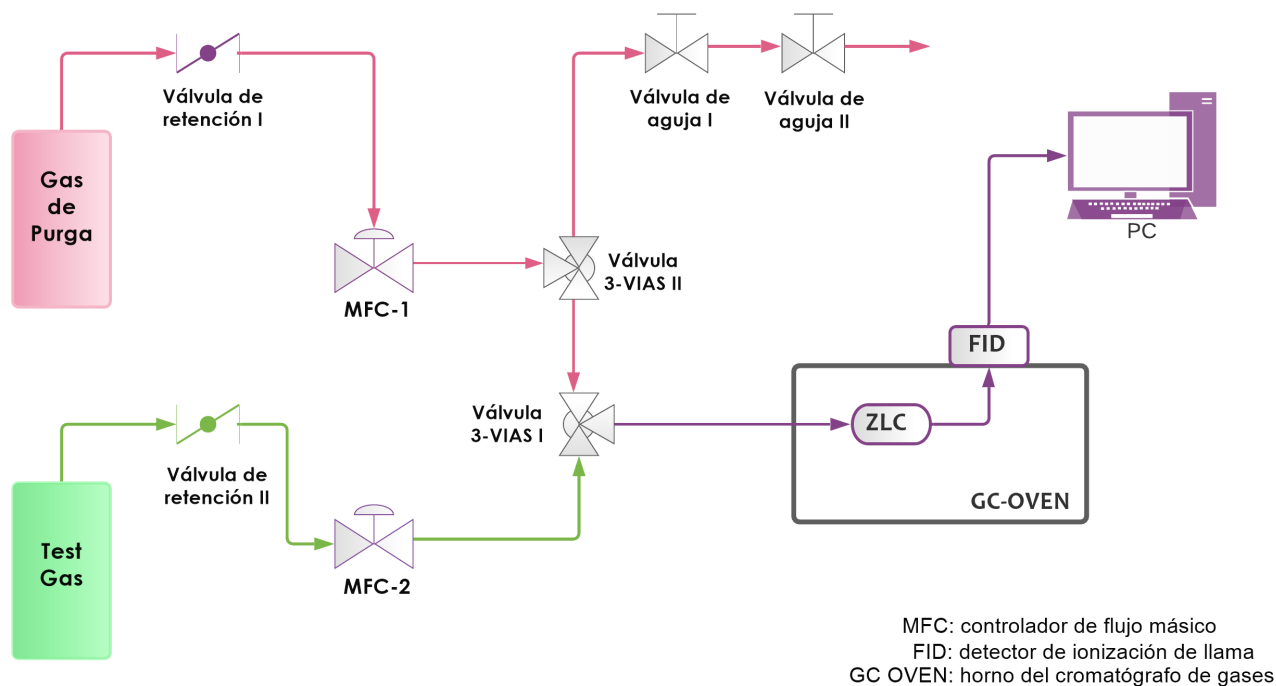 Válvula de
retención I
Válvula de
aguja I
Válvula de
aguja II
Gas
de
Purga
PC
Válvula
3-VIAS II
MFC-1
FID
Válvula
3-VIAS I
ZLC
Válvula de
retención II
GC-OVEN
Test
Gas
MFC-2
MFC: controlador de flujo másico
FID: detector de ionización de llama
GC OVEN: horno del cromatógrafo de gases